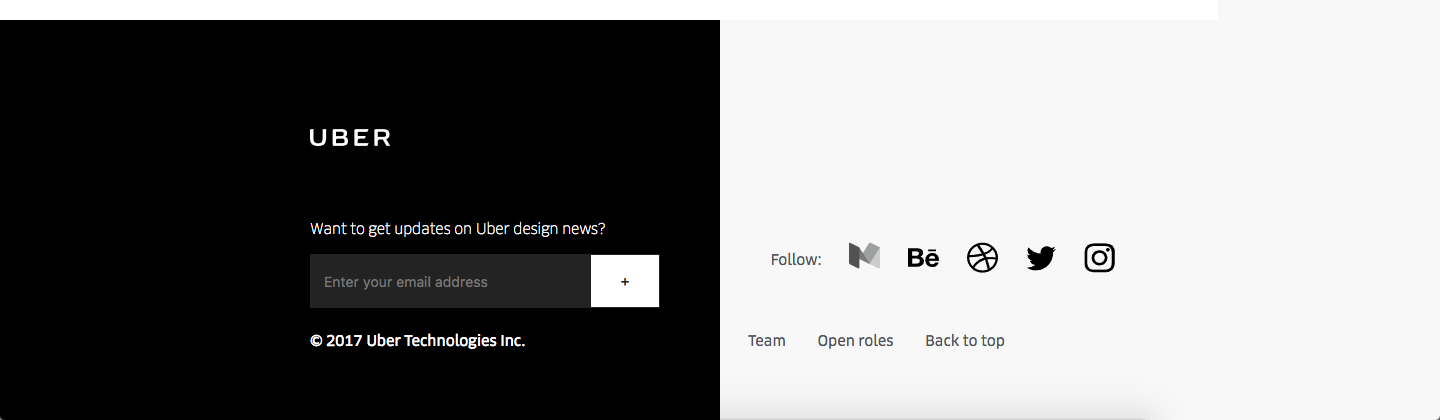 UBER
Want to get updates on Uber design news?
Enter your email address
+
© 2017 Uber Technologies Inc.
Follow:
Bē
Team
Open roles
Back to top